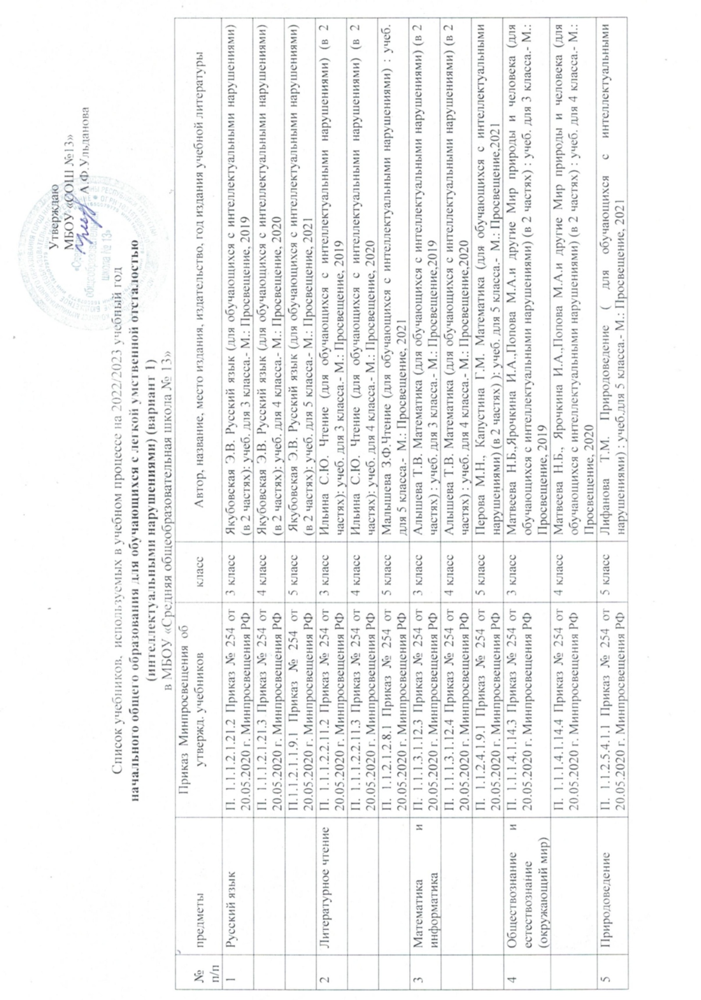 Утверждаю
МБОУ «СОШ №13»
А.Ф.Ульданова
школа № 13»
Список учебников, используемых в учебном процессе на 2022/2023 учебный год
начального общего образования для обучающихся с легкой умственной отсталостью
(интеллектуальными нарушениями) (вариант 1)
в МБОУ «Средняя общеобразовательная школа № 13»
№ п/п
предметы
Приказ Минпросвещения об
утвержд. учебников
класс
Автор, название, место издания, издательство, год издания учебной литературы
1
Русский язык
П. 1.1.1.2.1.21.2 Приказ № 254 от
20.05.2020 г. Минпросвещения РФ
3 класс
Якубовская Э.В. Русский язык (для обучающихся с интеллектуальными нарушениями)
(в 2 частях): учеб. для 3 класса.- М.: Просвещение, 2019
П. 1.1.1.2.1.21.3 Приказ № 254 от
20.05.2020 г. Минпросвещения РФ
4 класс
Якубовская Э.В. Русский язык (для обучающихся с интеллектуальными нарушениями)
(в 2 частях): учеб. для 4 класса.- М.: Просвещение, 2020
П.1.1.2.1.1.9.1 Приказ № 254 от
20.05.2020 г. Минпросвещения РФ
5 класс
Якубовская Э.В. Русский язык (для обучающихся с интеллектуальными нарушениями)
(в 2 частях): учеб. для 5 класса.- М.: Просвещение, 2021
2
Литературное чтение
П. 1.1.1.2.2.11.2 Приказ № 254 от
20.05.2020 г. Минпросвещения РФ
3 класс
Ильина С.Ю. Чтение (для обучающихся с интеллектуальными нарушениями) (в 2
частях): учеб. для 3 класса.- М.: Просвещение, 2019
П. 1.1.1.2.2.11.3 Приказ № 254 от
20.05.2020 г. Минпросвещения РФ
4 класс
Ильина С.Ю. Чтение (для обучающихся с интеллектуальными нарушениями) (в 2
частях): учеб. для 4 класса.- М.: Просвещение, 2020
П. 1.1.2.1.2.8.1 Приказ № 254 от
20.05.2020 г. Минпросвещения РФ
5 класс
Малышева З.Ф.Чтение (для обучающихся с интеллектуальными нарушениями) : учеб.
для 5 класса.- М.: Просвещение, 2021
3
Математика и
информатика
П. 1.1.1.3.1.12.3 Приказ № 254 от
20.05.2020 г. Минпросвещения РФ
3 класс
Алышева Т.В. Математика (для обучающихся с интеллектуальными нарушениями) (в 2
частях) : учеб. для 3 класса.- М.: Просвещение,2019
П. 1.1.1.3.1.12.4 Приказ № 254 от
20.05.2020 г. Минпросвещения РФ
4 класс
Алышева Т.В. Математика (для обучающихся с интеллектуальными нарушениями) (в 2
частях) : учеб. для 4 класса.- М.: Просвещение,2020
П. 1.1.2.4.1.9.1 Приказ № 254 от
20.05.2020 г. Минпросвещения РФ
5 класс
Перова М.Н., Капустина Г.М. Математика (для обучающихся с интеллектуальными
нарушениями) (в 2 частях)): учеб. для 5 класса.- М.: Просвещение,2021
4
Обществознание и
естествознание
(окружающий мир)
П. 1.1.1.4.1.14.3 Приказ № 254 от
20.05.2020 г. Минпросвещения РФ
3 класс
Матвеева Н.Б.,Ярочкина И.А.,Попова М.А.и другие Мир природы и человека (для
обучающихся с интеллектуальными нарушениями) (в 2 частях) : учеб. для 3 класса.- М.:
Просвещение, 2019
П. 1.1.1.4.1.14.4 Приказ № 254 от
20.05.2020 г. Минпросвещения РФ
4 класс
Матвеева Н.Б., Ярочкина И.А.,Попова М.А.и другие Мир природы и человека (для
обучающихся с интеллектуальными нарушениями) (в 2 частях) : учеб. для 4 класса.- М.:
Просвещение, 2020
5
Природоведение
П. 1.1.2.5.4.1.1 Приказ № 254 от
20.05.2020 г. Минпросвещения РФ
5 класс
Лифанова Т.М. Природоведение ( для обучающихся с интеллектуальными
нарушениями) : учеб.для 5 класса.- М.: Просвещение, 2021